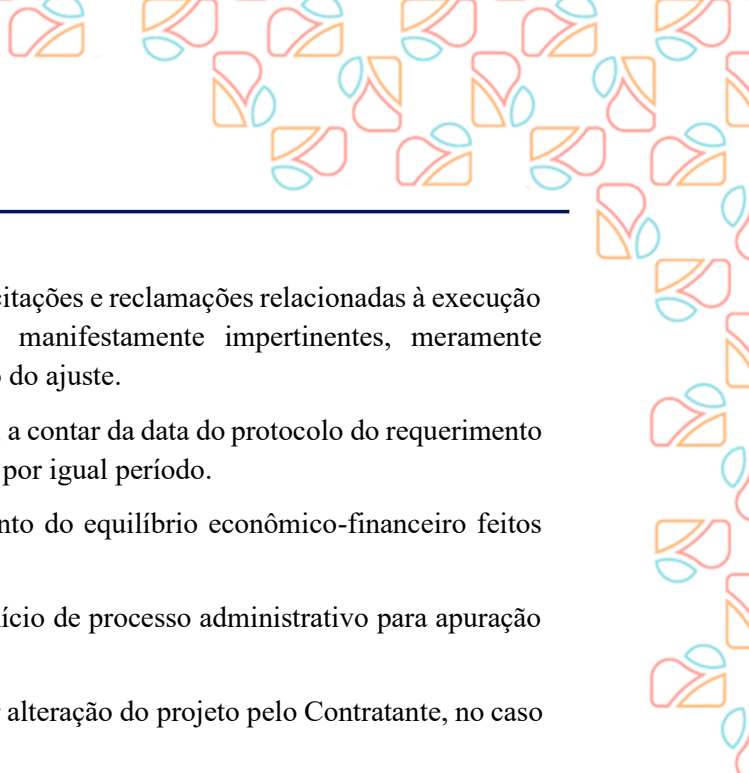 citações e reclamações relacionadas à execução
manifestamente impertinentes, meramente
do ajuste.
a contar da data do protocolo do requerimento
por igual período.
nto do equilíbrio econômico-financeiro feitos
ício de processo administrativo para apuração
alteração do projeto pelo Contratante, no caso